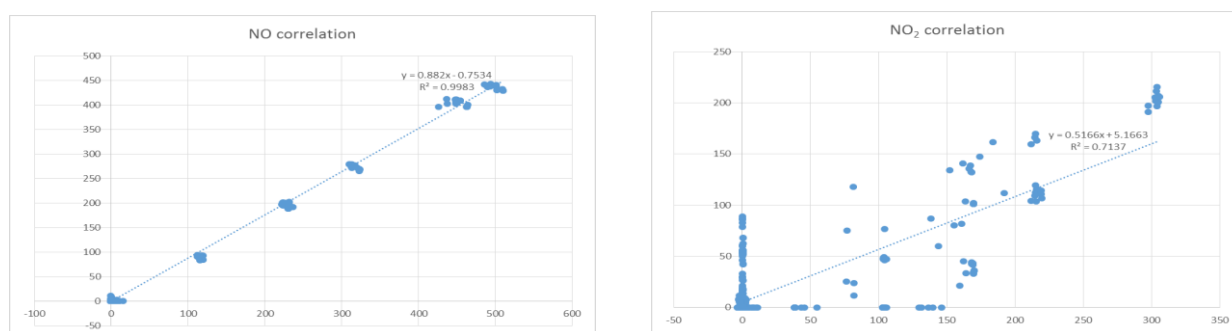 NO correlation
500
450
y = 0.882x - 0.7534
400
R² = 0.9983
350
300
250
200
150
100
50
0
-50
-100 0 100 200 300 400 500 600
NO₂ correlation
250
200
150
y = 0.5166x + 5.1663
R² = 0.7137
100
50
0
-50 0 50 100 150 200 250 300 350